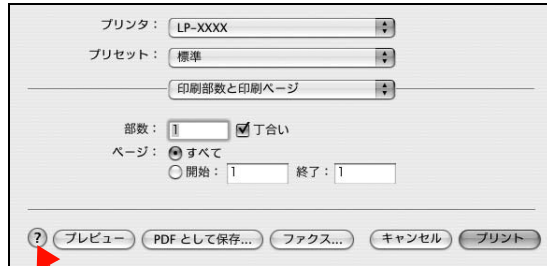 プリンタ： LP-XXXX
プリセット： 標準
印刷部数と印刷ページ
部数： 1 丁合い
ページ： すべて
開始： 1 終了： 1
? プレビュー PDF として保存... ファクス... キャンセル プリント